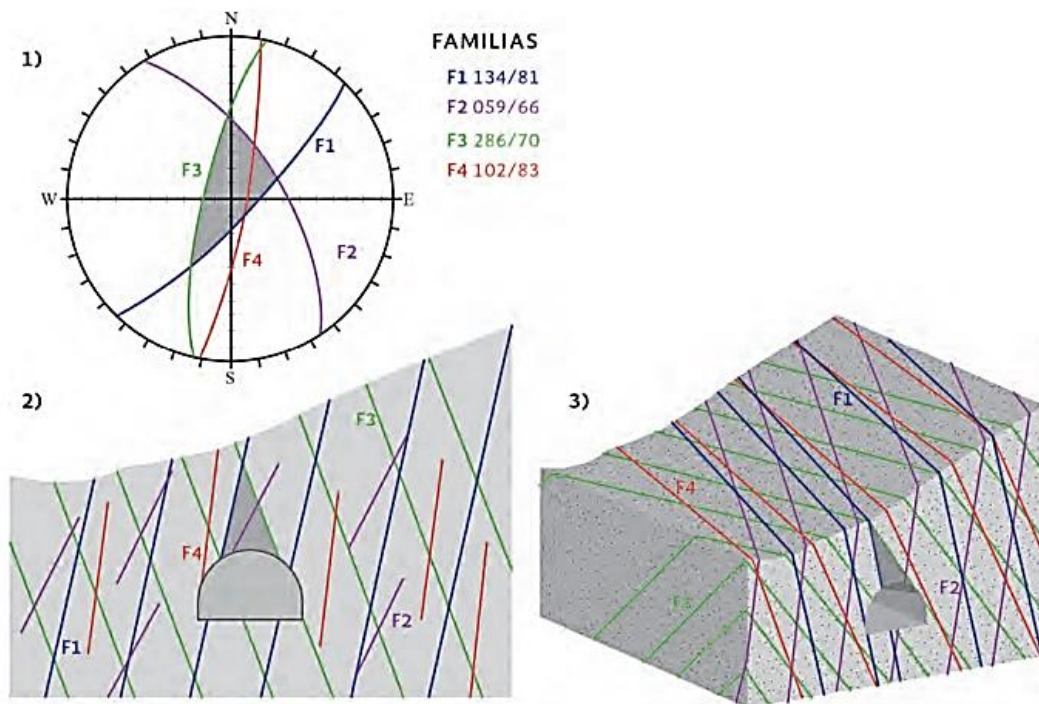 1)
N
W
E
S
F1
F2
F3
F4
FAMILIAS
F1 134/81
F2 059/66
F3 286/70
F4 102/83
2)
F3
F4
F1
F2
3)
F1
F4
F3
F2